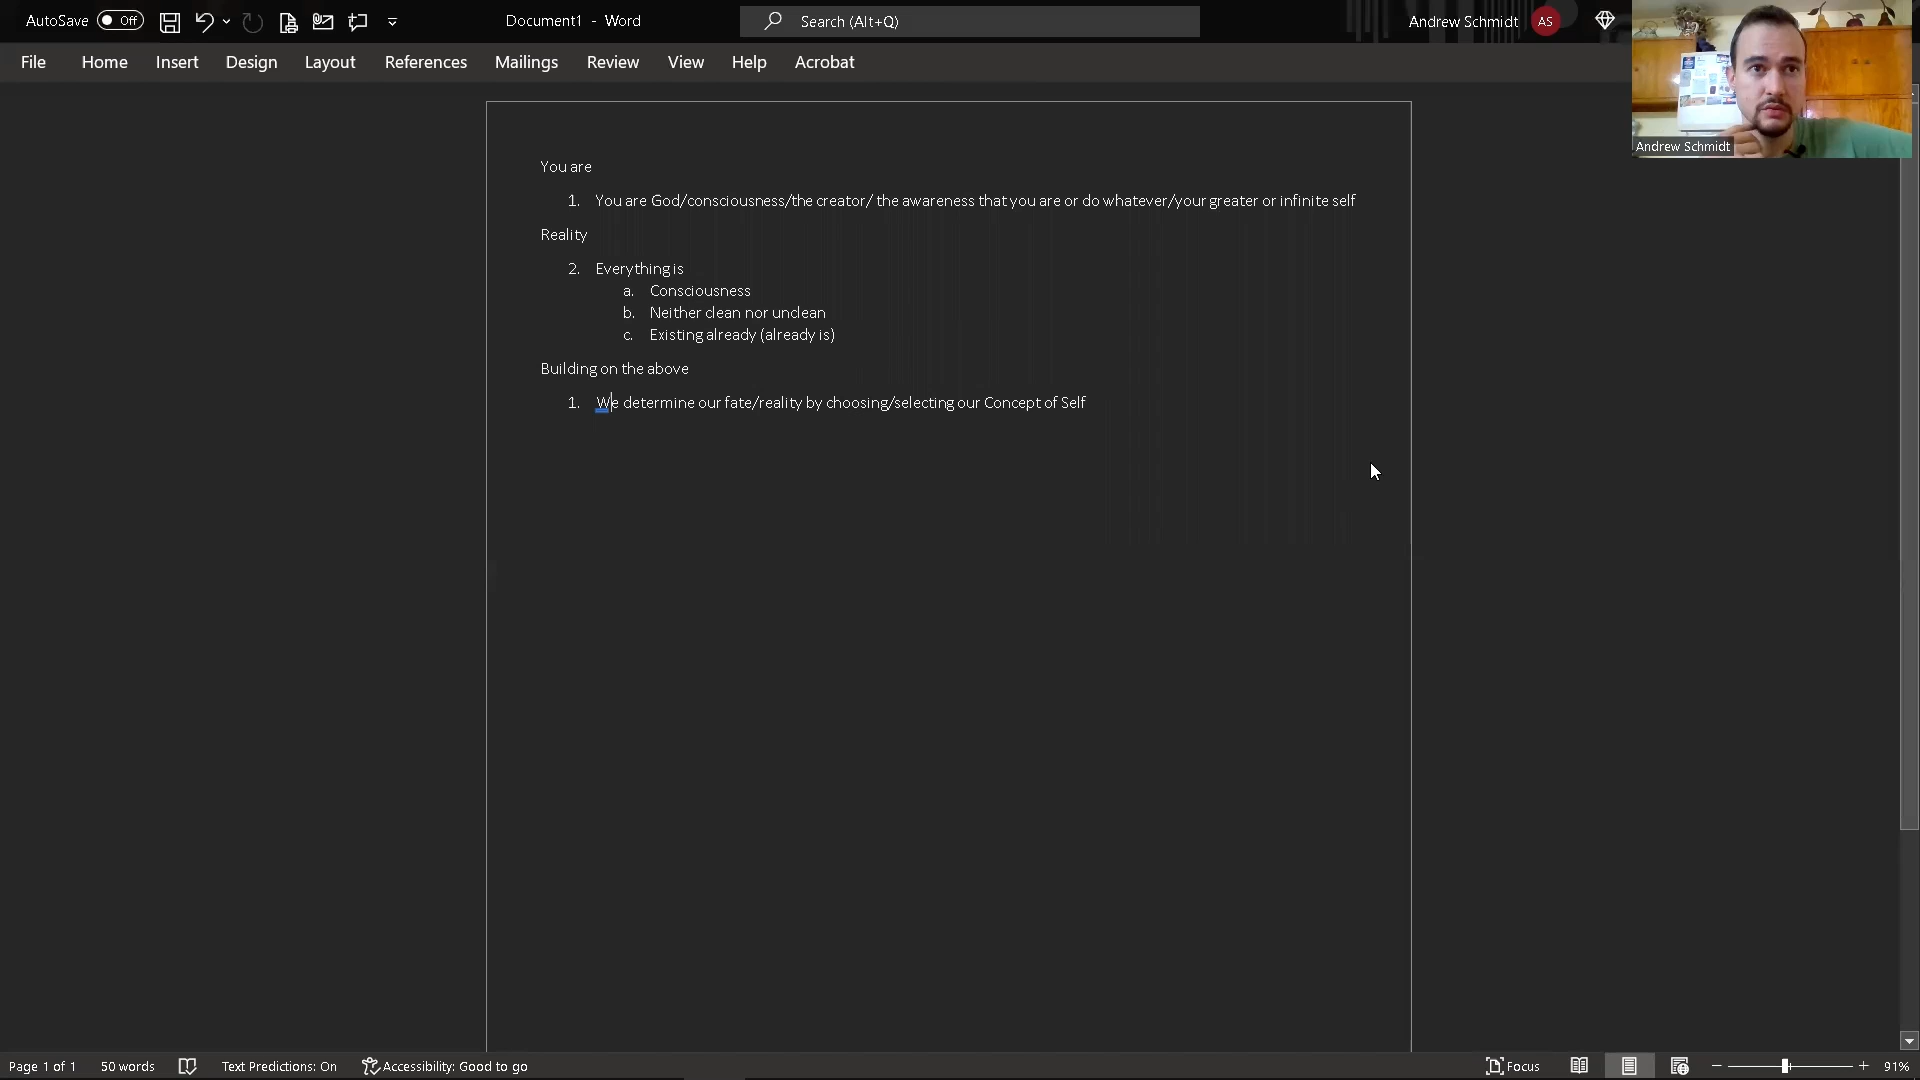 AutoSave Off Document1 - Word Search (Alt+Q) Andrew Schmidt AS
File Home Insert Design Layout References Mailings Review View Help Acrobat
Andrew Schmidt
You are
1. You are God/consciousness/the creator/ the awareness that you are or do whatever/your greater or infinite self
Reality
2. Everything is
a. Consciousness
b. Neither clean nor unclean
c. Existing already (already is)
Building on the above
1. We determine our fate/reality by choosing/selecting our Concept of Self
Page 1 of 1 50 words Text Predictions: On Accessibility: Good to go Focus 91%